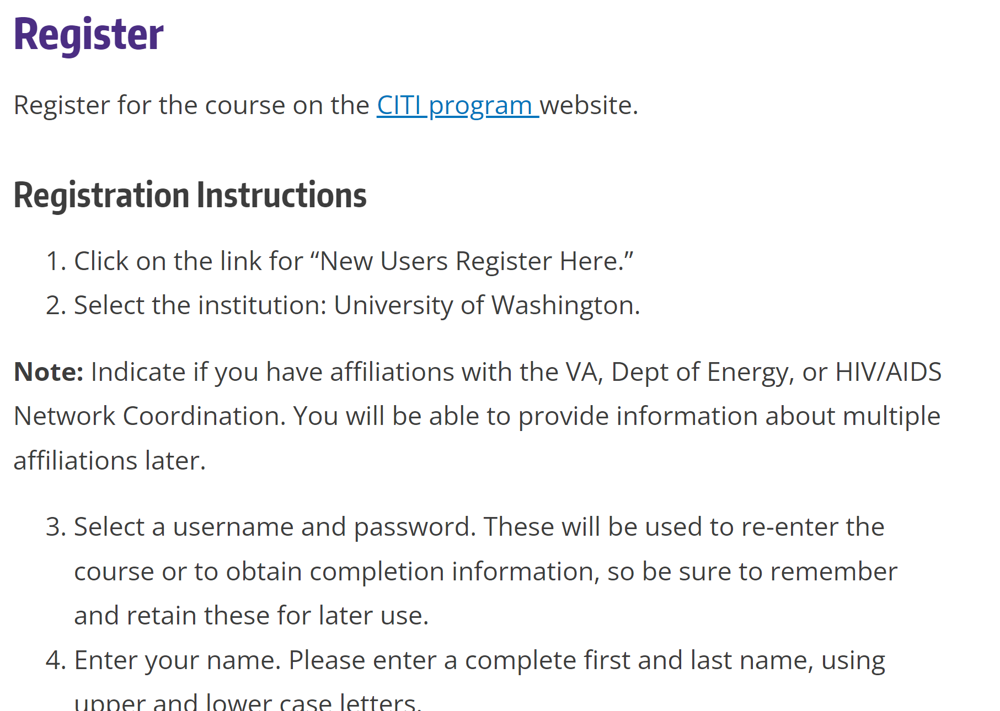 Register
Register for the course on the CITI program website.
Registration Instructions
1. Click on the link for “New Users Register Here.”
2. Select the institution: University of Washington.
Note: Indicate if you have affiliations with the VA, Dept of Energy, or HIV/AIDS
Network Coordination. You will be able to provide information about multiple
affiliations later.
3. Select a username and password. These will be used to re-enter the
course or to obtain completion information, so be sure to remember
and retain these for later use.
4. Enter your name. Please enter a complete first and last name, using
upper and lower case letters.